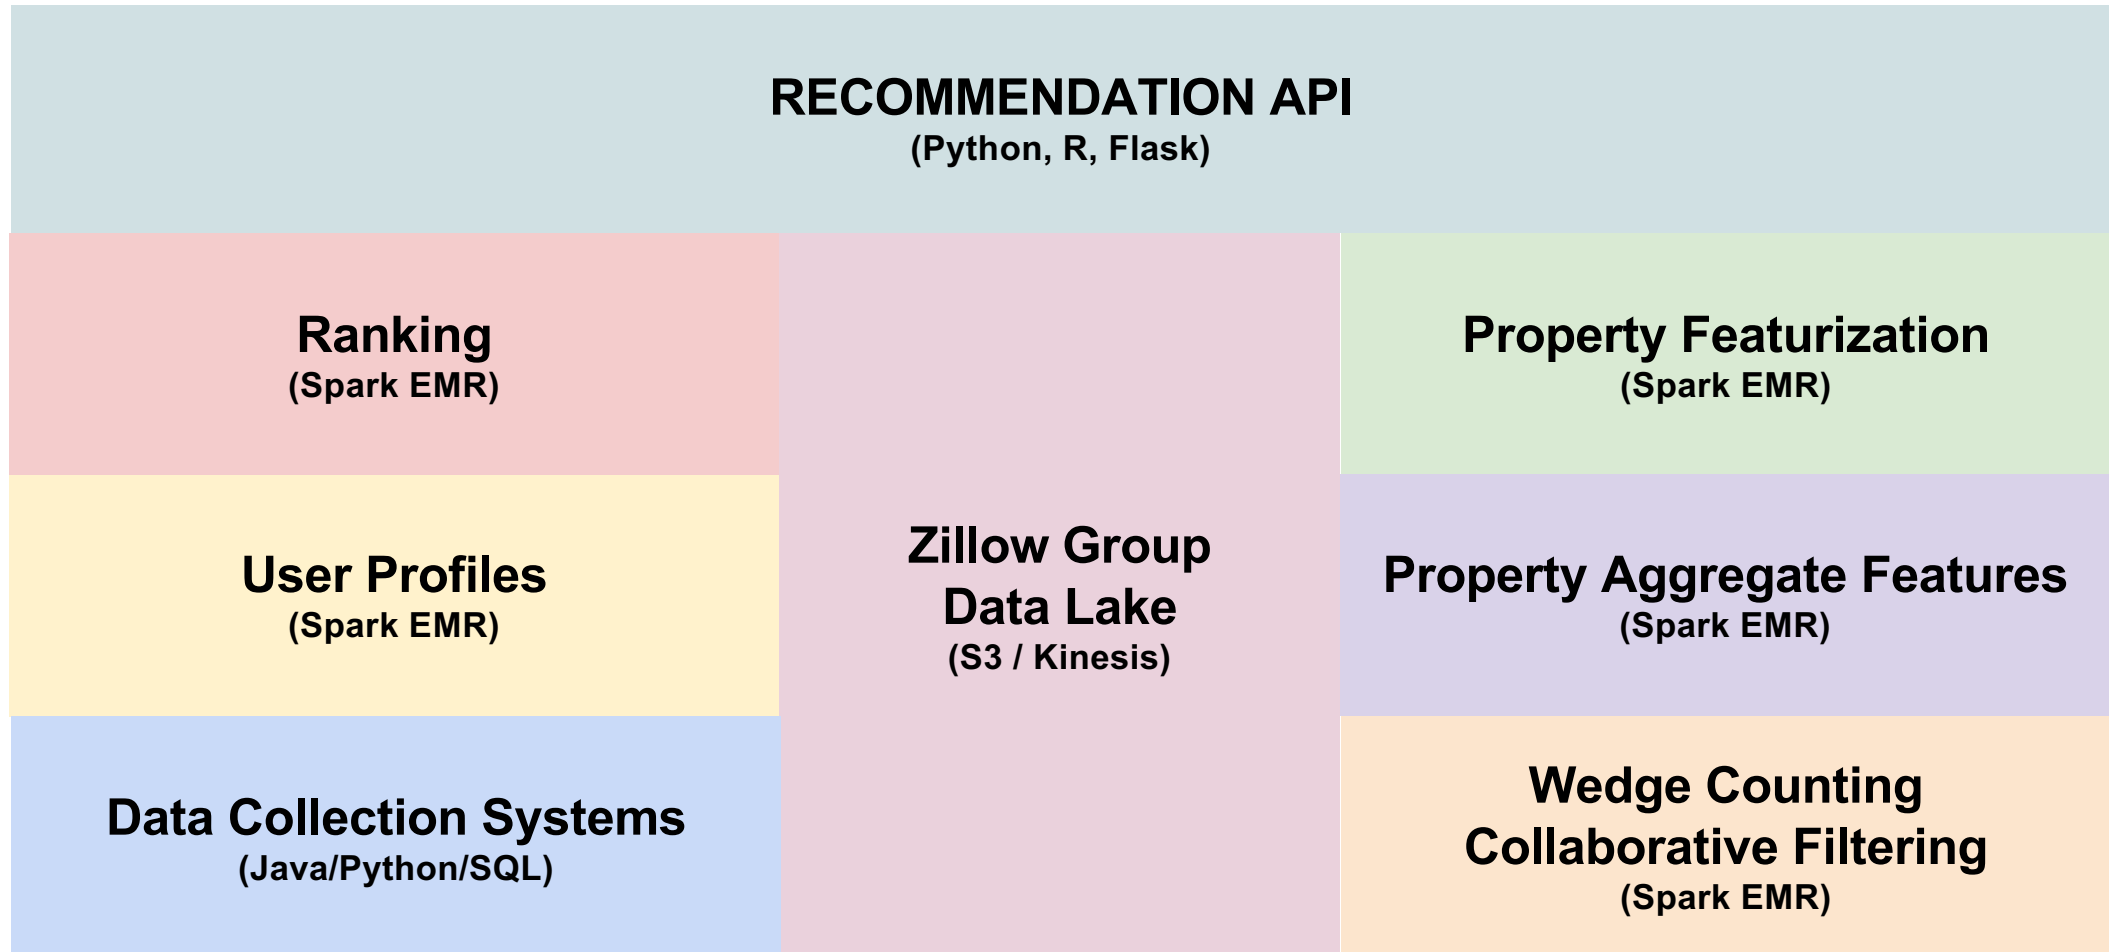 RECOMMENDATION API
(Python, R, Flask)
Ranking
(Spark EMR)
User Profiles
(Spark EMR)
Data Collection Systems
(Java/Python/SQL)
Zillow Group
Data Lake
(S3 / Kinesis)
Property Featurization
(Spark EMR)
Property Aggregate Features
(Spark EMR)
Wedge Counting
Collaborative Filtering
(Spark EMR)